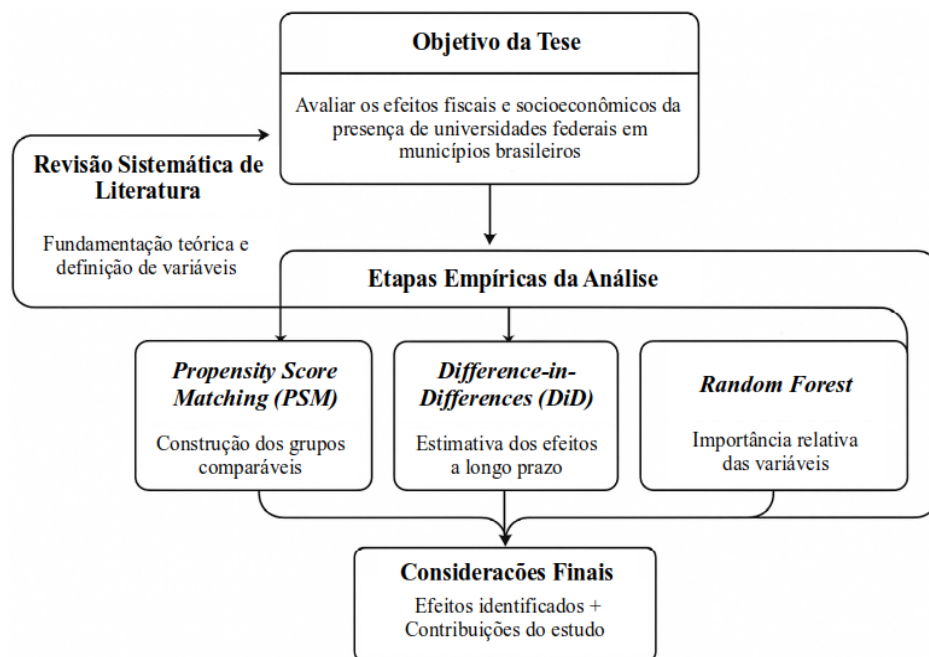 Objetivo da Tese
Avaliar os efeitos fiscais e socioeconômicos da
presença de universidades federais em
municípios brasileiros
Revisão Sistemática de
Literatura
Fundamentação teórica e
definição de variáveis
Etapas Empíricas da Análise
Propensity Score
Matching (PSM)
Construção dos grupos
comparáveis
Difference-in-
Differences (DiD)
Estimativa dos efeitos
a longo prazo
Random Forest
Importância relativa
das variáveis
Consideracões Finais
Efeitos identificados +
Contribuições do estudo